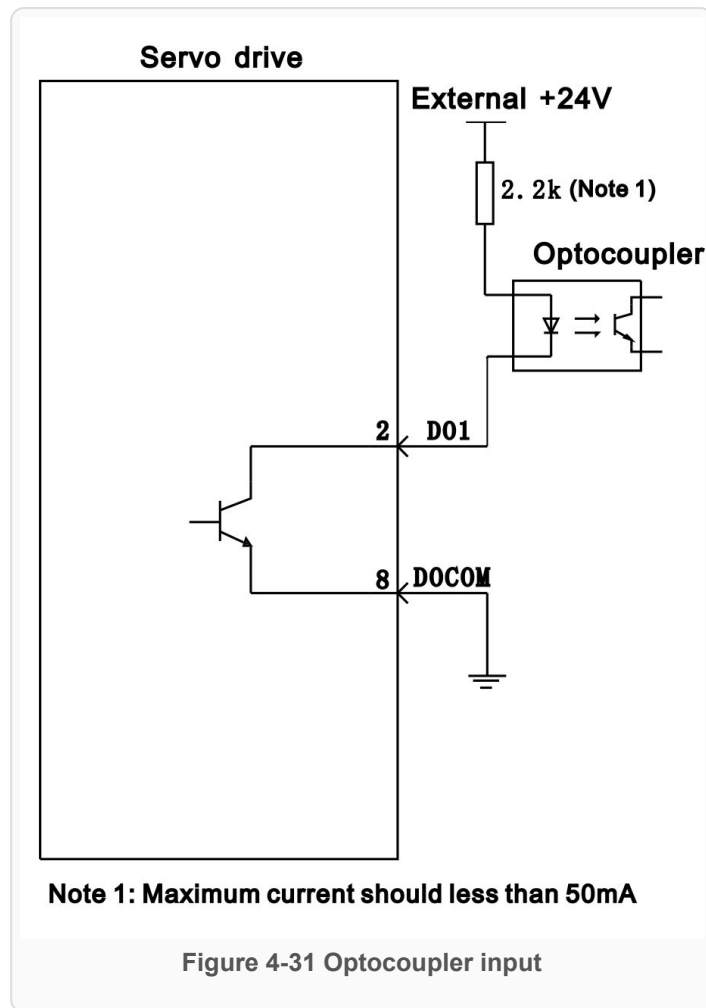 Servo drive
External +24V
2.2k (Note 1)
Optocoupler
2 DO1
8 DOCOM
Note 1: Maximum current should less than 50mA
Figure 4-31 Optocoupler input